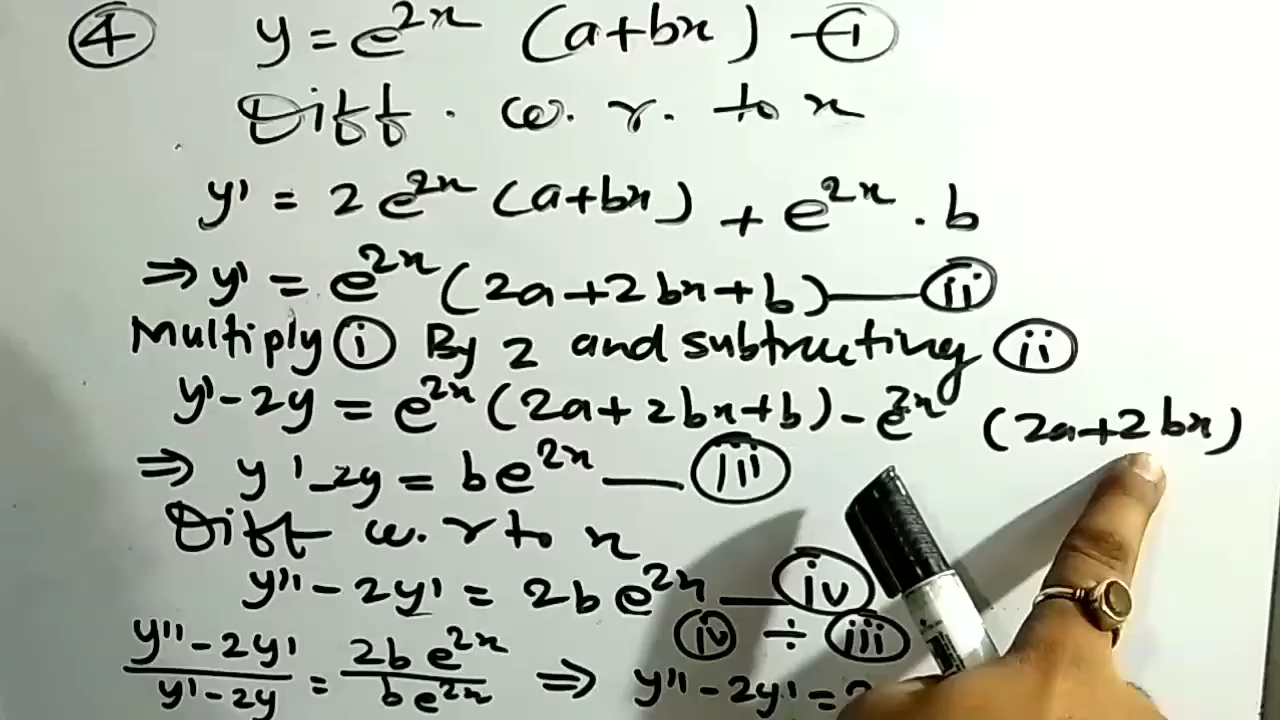 ④ y = e^{2x} (a+bx) — ⓘ
Diff. w. r. to x
y' = 2e^{2x} (a+bx) + e^{2x} . b
⇒ y' = e^{2x} (2a+2bx+b) — ⓘⓘ
Multiply ⓘ By 2 and subtructing ⓘⓘ
y'-2y = e^{2x} (2a+2bx+b) - e^{2x} (2a+2bx)
⇒ y'-2y = be^{2x} — ⓘⓘⓘ
Diff w. r to x
y''-2y' = 2be^{2x} — ⓘⓥ
ⓘⓥ ÷ ⓘⓘⓘ
\frac{y''-2y'}{y'-2y} = \frac{2be^{2x}}{be^{2x}} ⇒ y''-2y' =